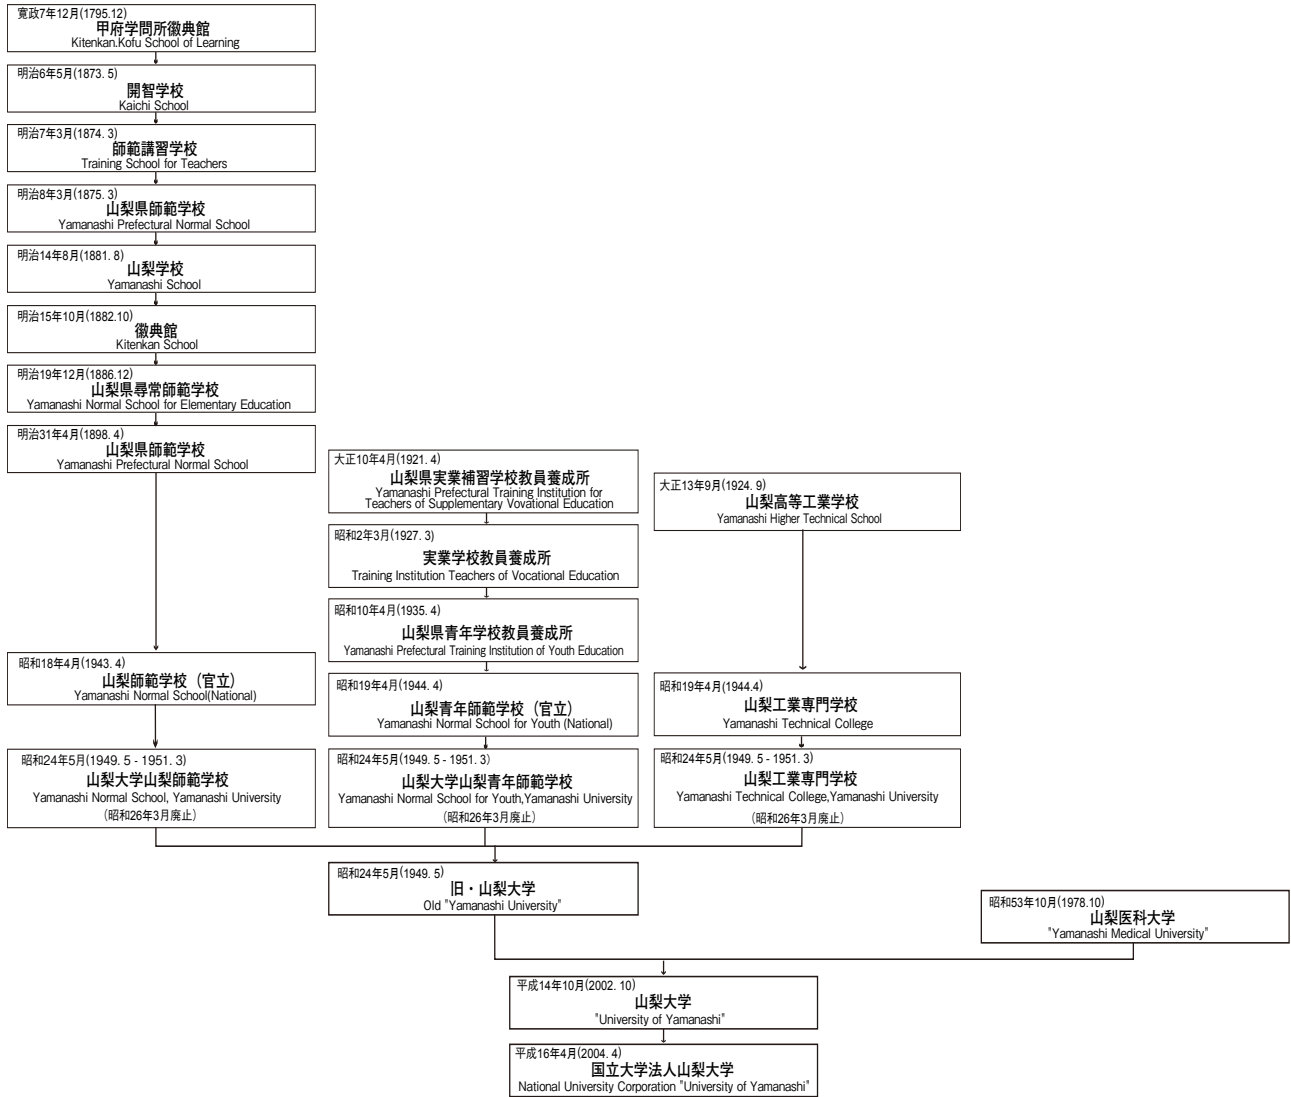 寛政7年12月(1795.12)
甲府学問所徽典館
Kitenkan.Kofu School of Learning
明治6年5月(1873. 5)
開智学校
Kaichi School
明治7年3月(1874. 3)
師範講習学校
Training School for Teachers
明治8年3月(1875. 3)
山梨県師範学校
Yamanashi Prefectural Normal School
明治14年8月(1881. 8)
山梨学校
Yamanashi School
明治15年10月(1882.10)
徽典館
Kitenkan School
明治19年12月(1886.12)
山梨県尋常師範学校
Yamanashi Normal School for Elementary Education
明治31年4月(1898. 4)
山梨県師範学校
Yamanashi Prefectural Normal School
大正10年4月(1921. 4)
山梨県実業補習学校教員養成所
Yamanashi Prefectural Training Institution for
Teachers of Supplementary Vovational Education
大正13年9月(1924. 9)
山梨高等工業学校
Yamanashi Higher Technical School
昭和2年3月(1927. 3)
実業学校教員養成所
Training Institution Teachers of Vocational Education
昭和10年4月(1935. 4)
山梨県青年学校教員養成所
Yamanashi Prefectural Training Institution of Youth Education
昭和18年4月(1943. 4)
山梨師範学校（官立）
Yamanashi Normal School(National)
昭和19年4月(1944. 4)
山梨青年師範学校（官立）
Yamanashi Normal School for Youth (National)
昭和19年4月(1944.4)
山梨工業専門学校
Yamanashi Technical College
昭和24年5月(1949. 5 - 1951. 3)
山梨大学山梨師範学校
Yamanashi Normal School, Yamanashi University
（昭和26年3月廃止）
昭和24年5月(1949. 5 - 1951. 3)
山梨大学山梨青年師範学校
Yamanashi Normal School for Youth,Yamanashi University
（昭和26年3月廃止）
昭和24年5月(1949. 5 - 1951. 3)
山梨工業専門学校
Yamanashi Technical College,Yamanashi University
（昭和26年3月廃止）
昭和24年5月(1949. 5)
旧・山梨大学
Old "Yamanashi University"
昭和53年10月(1978.10)
山梨医科大学
"Yamanashi Medical University"
平成14年10月(2002. 10)
山梨大学
"University of Yamanashi"
平成16年4月(2004. 4)
国立大学法人山梨大学
National University Corporation "University of Yamanashi"